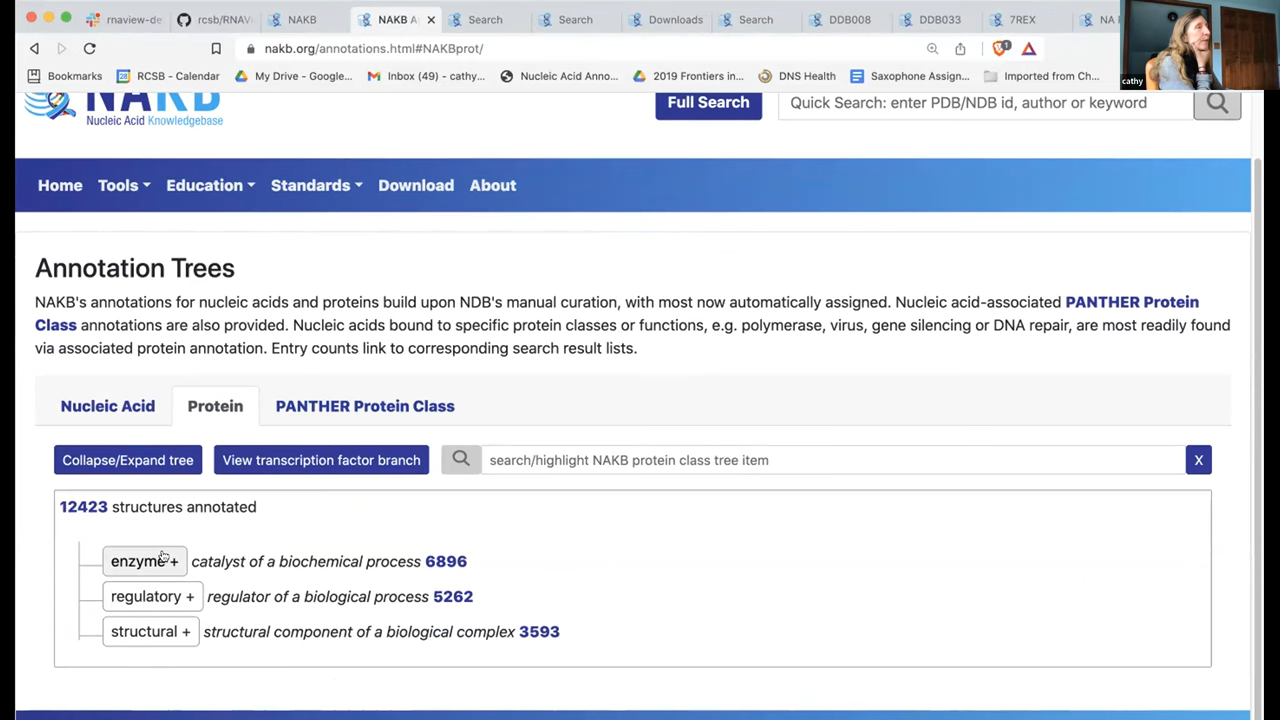 rnaview-de
rcsb/RNAV
NAKB
NAKB A
Search
Search
Downloads
Search
DDB008
DDB033
7REX
NA
nakb.org/annotations.html#NAKBprot/
1
Bookmarks
RCSB - Calendar
My Drive - Google...
Inbox (49) - cathy...
Nucleic Acid Anno...
2019 Frontiers in...
DNS Health
Saxophone Assign...
Imported from Ch...
cathy
NAKB
Nucleic Acid Knowledgebase
Full Search
Quick Search: enter PDB/NDB id, author or keyword
Home
Tools
Education
Standards
Download
About
Annotation Trees
NAKB's annotations for nucleic acids and proteins build upon NDB's manual curation, with most now automatically assigned. Nucleic acid-associated PANTHER Protein
Class annotations are also provided. Nucleic acids bound to specific protein classes or functions, e.g. polymerase, virus, gene silencing or DNA repair, are most readily found
via associated protein annotation. Entry counts link to corresponding search result lists.
Nucleic Acid
Protein
PANTHER Protein Class
Collapse/Expand tree
View transcription factor branch
search/highlight NAKB protein class tree item
X
12423 structures annotated
enzyme + catalyst of a biochemical process 6896
regulatory + regulator of a biological process 5262
structural + structural component of a biological complex 3593